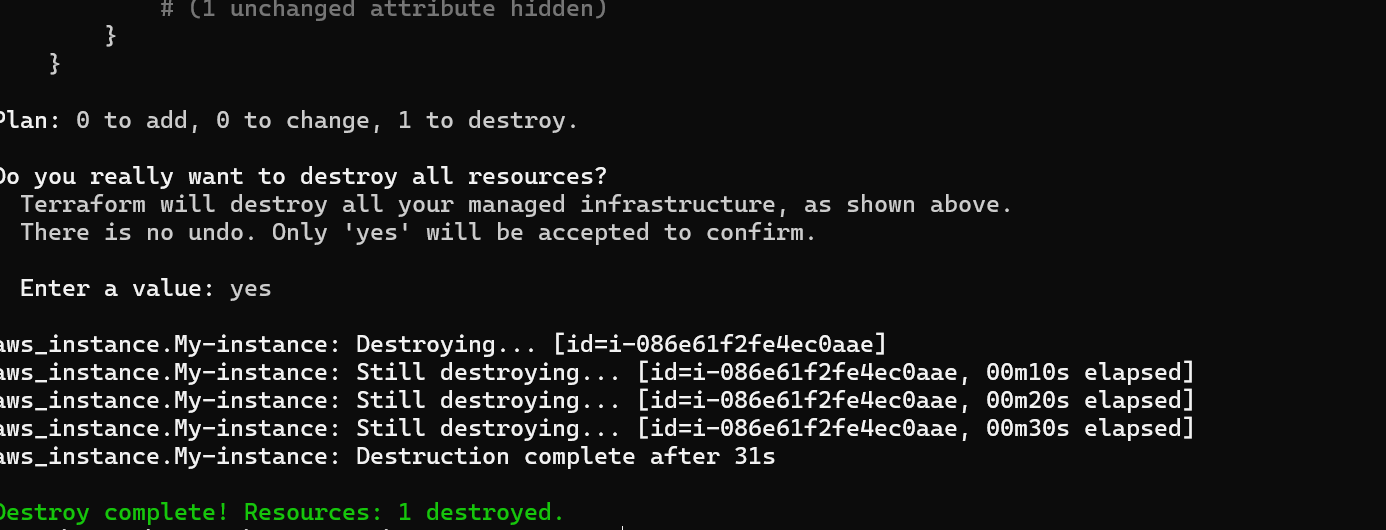 # (1 unchanged attribute hidden)
}
}
Plan: 0 to add, 0 to change, 1 to destroy.
Do you really want to destroy all resources?
Terraform will destroy all your managed infrastructure, as shown above.
There is no undo. Only 'yes' will be accepted to confirm.
Enter a value: yes
aws_instance.My-instance: Destroying... [id=i-086e61f2fe4ec0aae]
aws_instance.My-instance: Still destroying... [id=i-086e61f2fe4ec0aae, 00m10s elapsed]
aws_instance.My-instance: Still destroying... [id=i-086e61f2fe4ec0aae, 00m20s elapsed]
aws_instance.My-instance: Still destroying... [id=i-086e61f2fe4ec0aae, 00m30s elapsed]
aws_instance.My-instance: Destruction complete after 31s
Destroy complete! Resources: 1 destroyed.